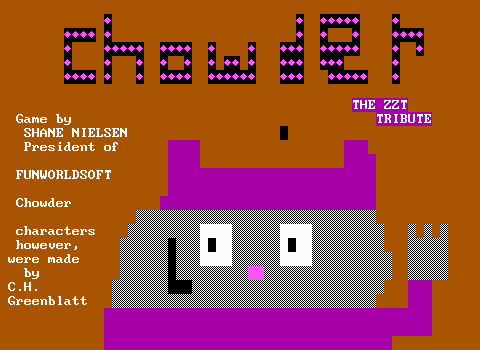 chowder
THE ZZT
TRIBUTE
Game by
SHANE NIELSEN
President of
FUNWORLDSOFT
Chowder
characters
however,
were made
by
C.H.
Greenblatt